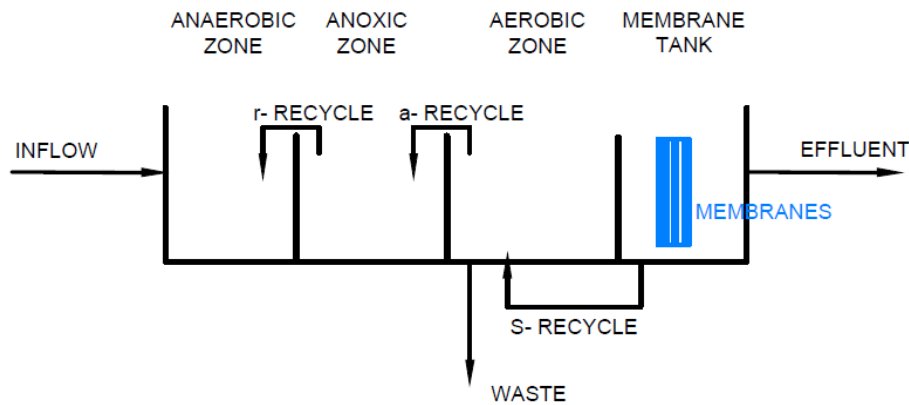 ANAEROBIC ZONE
ANOXIC ZONE
AEROBIC ZONE
MEMBRANE TANK
r- RECYCLE
a- RECYCLE
INFLOW
EFFLUENT
MEMBRANES
S- RECYCLE
WASTE